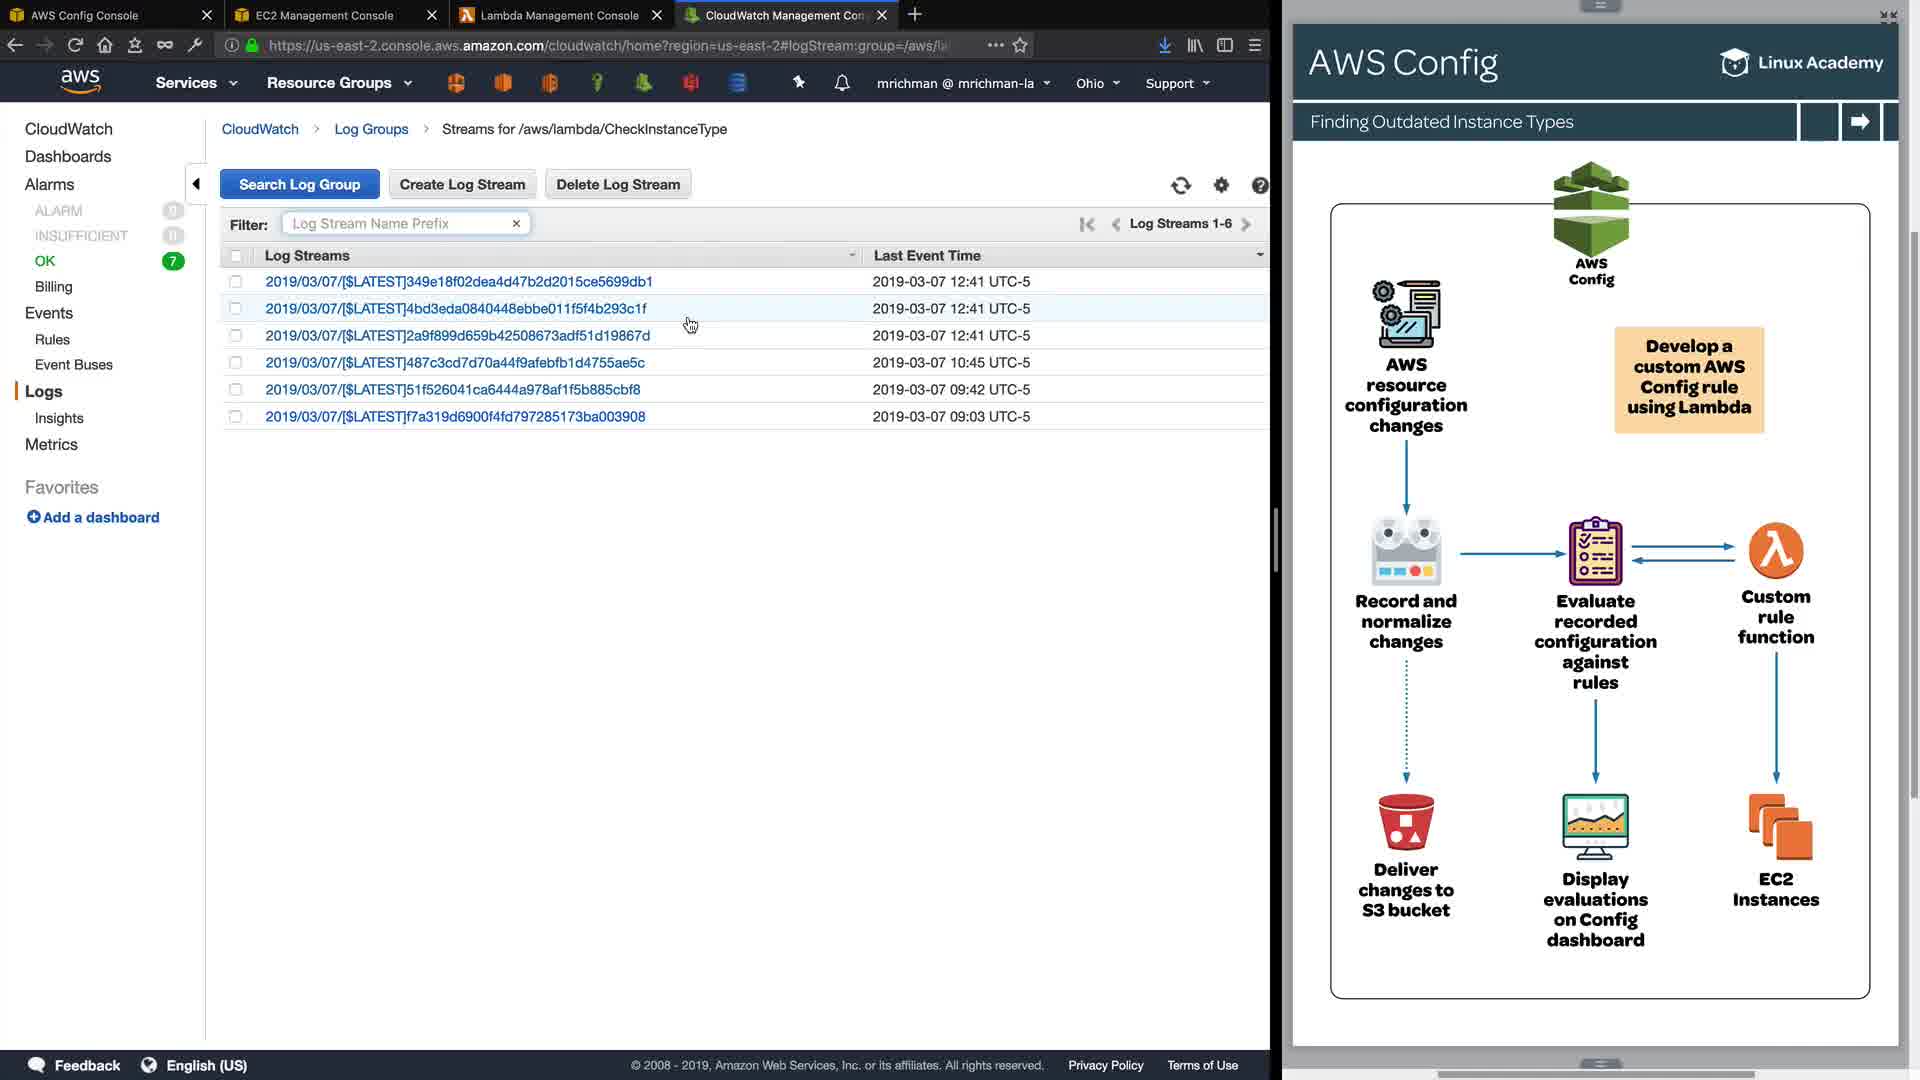 AWS Config Console
EC2 Management Console
Lambda Management Console
CloudWatch Management Con
https://us-east-2.console.aws.amazon.com/cloudwatch/home?region=us-east-2#logStream:group=/aws/la
aws
Services
Resource Groups
mrichman @ mrichman-la
Ohio
Support
CloudWatch
Dashboards
Alarms
ALARM 0
INSUFFICIENT 0
OK 7
Billing
Events
Rules
Event Buses
Logs
Insights
Metrics
Favorites
Add a dashboard
CloudWatch > Log Groups > Streams for /aws/lambda/CheckInstanceType
Search Log Group
Create Log Stream
Delete Log Stream
Filter: Log Stream Name Prefix
Log Streams 1-6
Log Streams Last Event Time
2019/03/07/[$LATEST]349e18f02dea4d47b2d2015ce5699db1 2019-03-07 12:41 UTC-5
2019/03/07/[$LATEST]4bd3eda0840448ebbe011f5f4b293c1f 2019-03-07 12:41 UTC-5
2019/03/07/[$LATEST]2a9f899d659b42508673adf51d19867d 2019-03-07 12:41 UTC-5
2019/03/07/[$LATEST]487c3cd7d70a44f9afebfb1d4755ae5c 2019-03-07 10:45 UTC-5
2019/03/07/[$LATEST]51f526041ca6444a978af1f5b885cbf8 2019-03-07 09:42 UTC-5
2019/03/07/[$LATEST]f7a319d6900f4fd797285173ba003908 2019-03-07 09:03 UTC-5
Feedback
English (US)
© 2008 - 2019, Amazon Web Services, Inc. or its affiliates. All rights reserved.
Privacy Policy
Terms of Use
AWS Config
Linux Academy
Finding Outdated Instance Types
AWS
Config
AWS
resource
configuration
changes
Develop a
custom AWS
Config rule
using Lambda
Record and
normalize
changes
Evaluate
recorded
configuration
against
rules
Custom
rule
function
Deliver
changes to
S3 bucket
Display
evaluations
on Config
dashboard
EC2
Instances